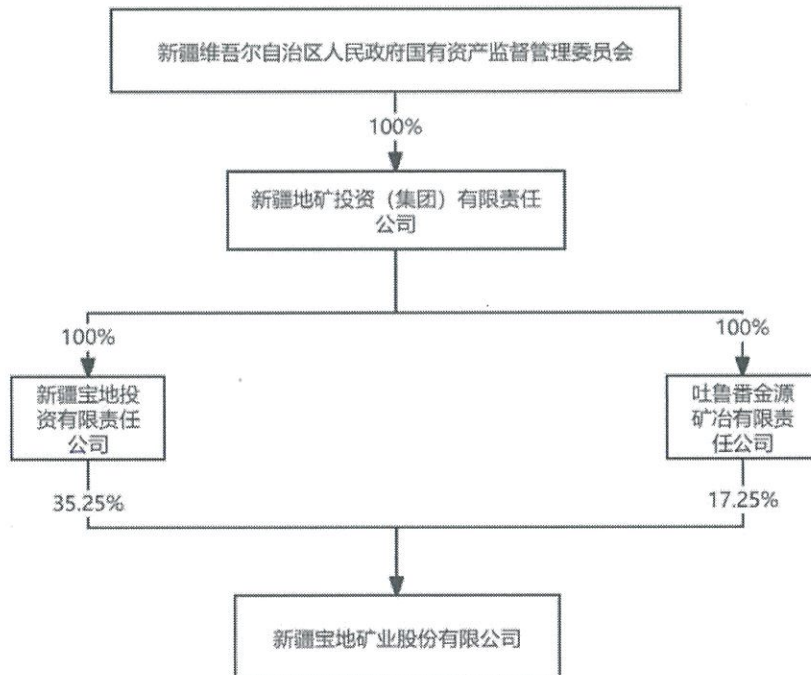 新疆维吾尔自治区人民政府国有资产监督管理委员会
100%
新疆地矿投资（集团）有限责任
公司
100%
100%
新疆宝地投
资有限责任
公司
吐鲁番金源
矿冶有限责
任公司
35.25%
17.25%
新疆宝地矿业股份有限公司